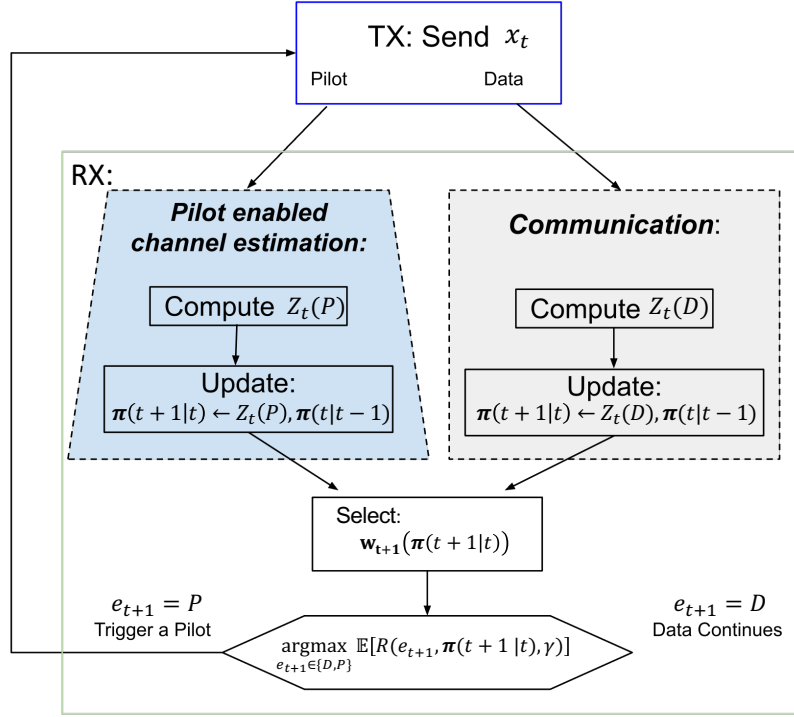 TX: Send x_t
Pilot
Data
RX:
Pilot enabled
channel estimation:
Compute Z_t(P)
Update:
π(t + 1|t) ← Z_t(P), π(t|t − 1)
Communication:
Compute Z_t(D)
Update:
π(t + 1|t) ← Z_t(D), π(t|t − 1)
Select:
w_{t+1}(π(t + 1|t))
e_{t+1} = P
Trigger a Pilot
e_{t+1} = D
Data Continues
argmax 𝔼[R(e_{t+1}, π(t + 1 |t), γ)]
e_{t+1}∈{D,P}